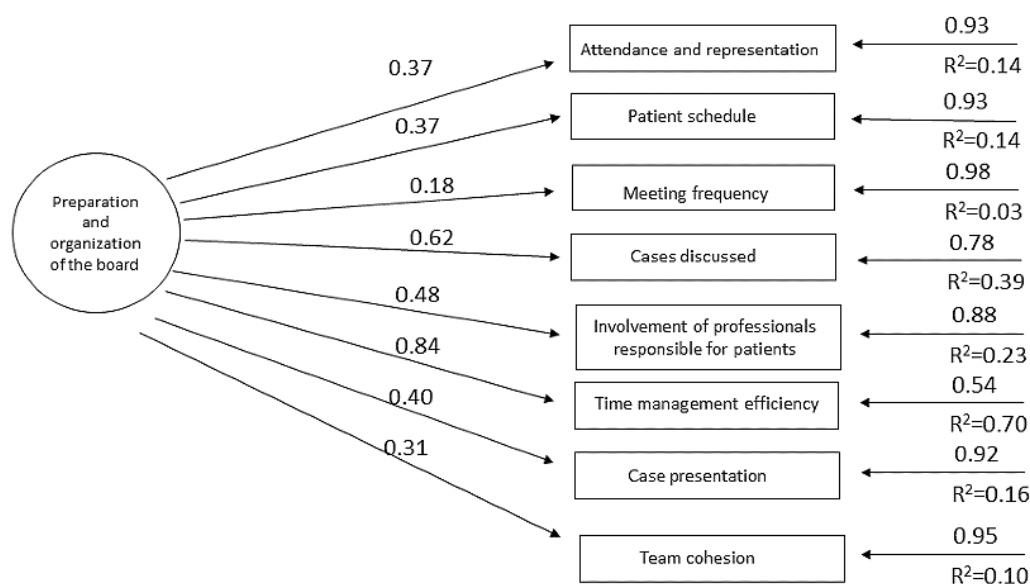 Preparation
and
organization
of the board
0.37
0.37
0.18
0.62
0.48
0.84
0.40
0.31
Attendance and representation
0.93
R²=0.14
Patient schedule
0.93
R²=0.14
Meeting frequency
0.98
R²=0.03
Cases discussed
0.78
R²=0.39
Involvement of professionals
responsible for patients
0.88
R²=0.23
Time management efficiency
0.54
R²=0.70
Case presentation
0.92
R²=0.16
Team cohesion
0.95
R²=0.10